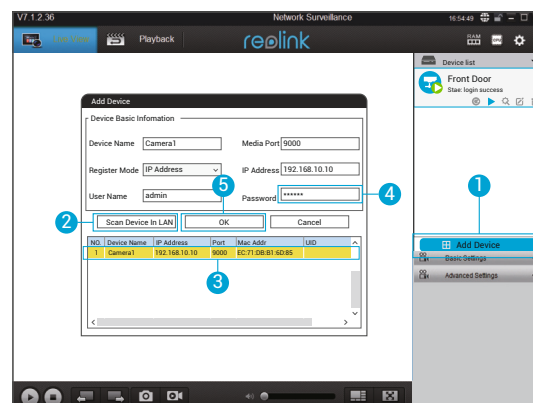 V7.1.2.36
Network Surveillance
16:54:49
Playback
reolink
RAM
CPU
Device list
Front Door
Stae: login success
Add Device
Device Basic Infomation
Device Name
Camera1
Media Port
9000
Register Mode
IP Address
IP Address
192.168.10.10
User Name
admin
Password
******
5
4
1
2
Scan Device In LAN
OK
Cancel
NO.
Device Name
IP Address
Port
Mac Addr
UID
1
Camera1
192.168.10.10
9000
EC:71:DB:B1:6D:85
3
Add Device
Basic Settings
Advanced Settings